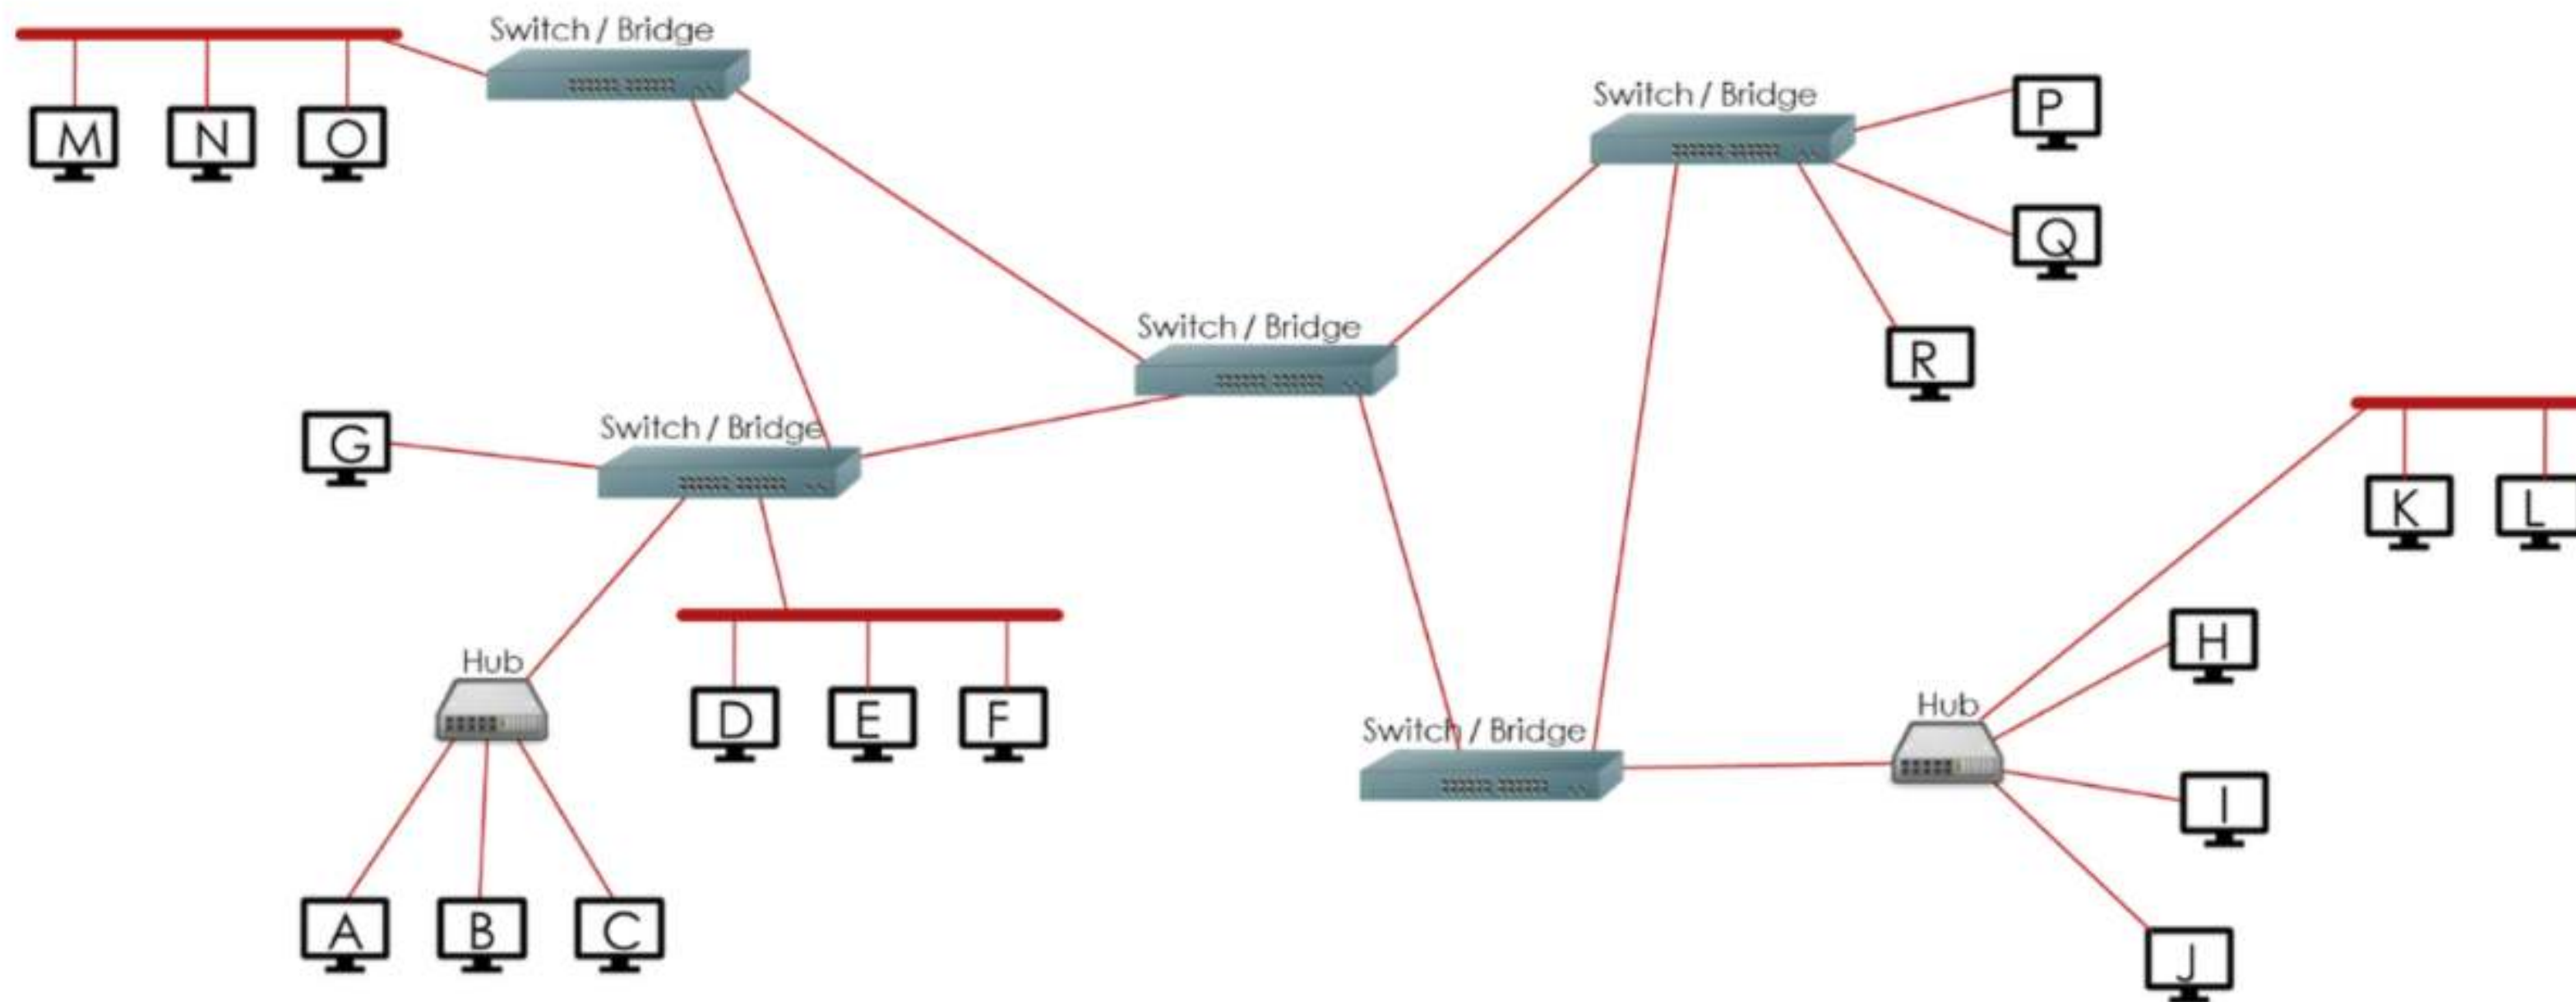 Switch / Bridge
M
N
O
Switch / Bridge
P
Q
R
Switch / Bridge
G
Switch / Bridge
K
L
Hub
D
E
F
H
Hub
Switch / Bridge
I
A
B
C
J